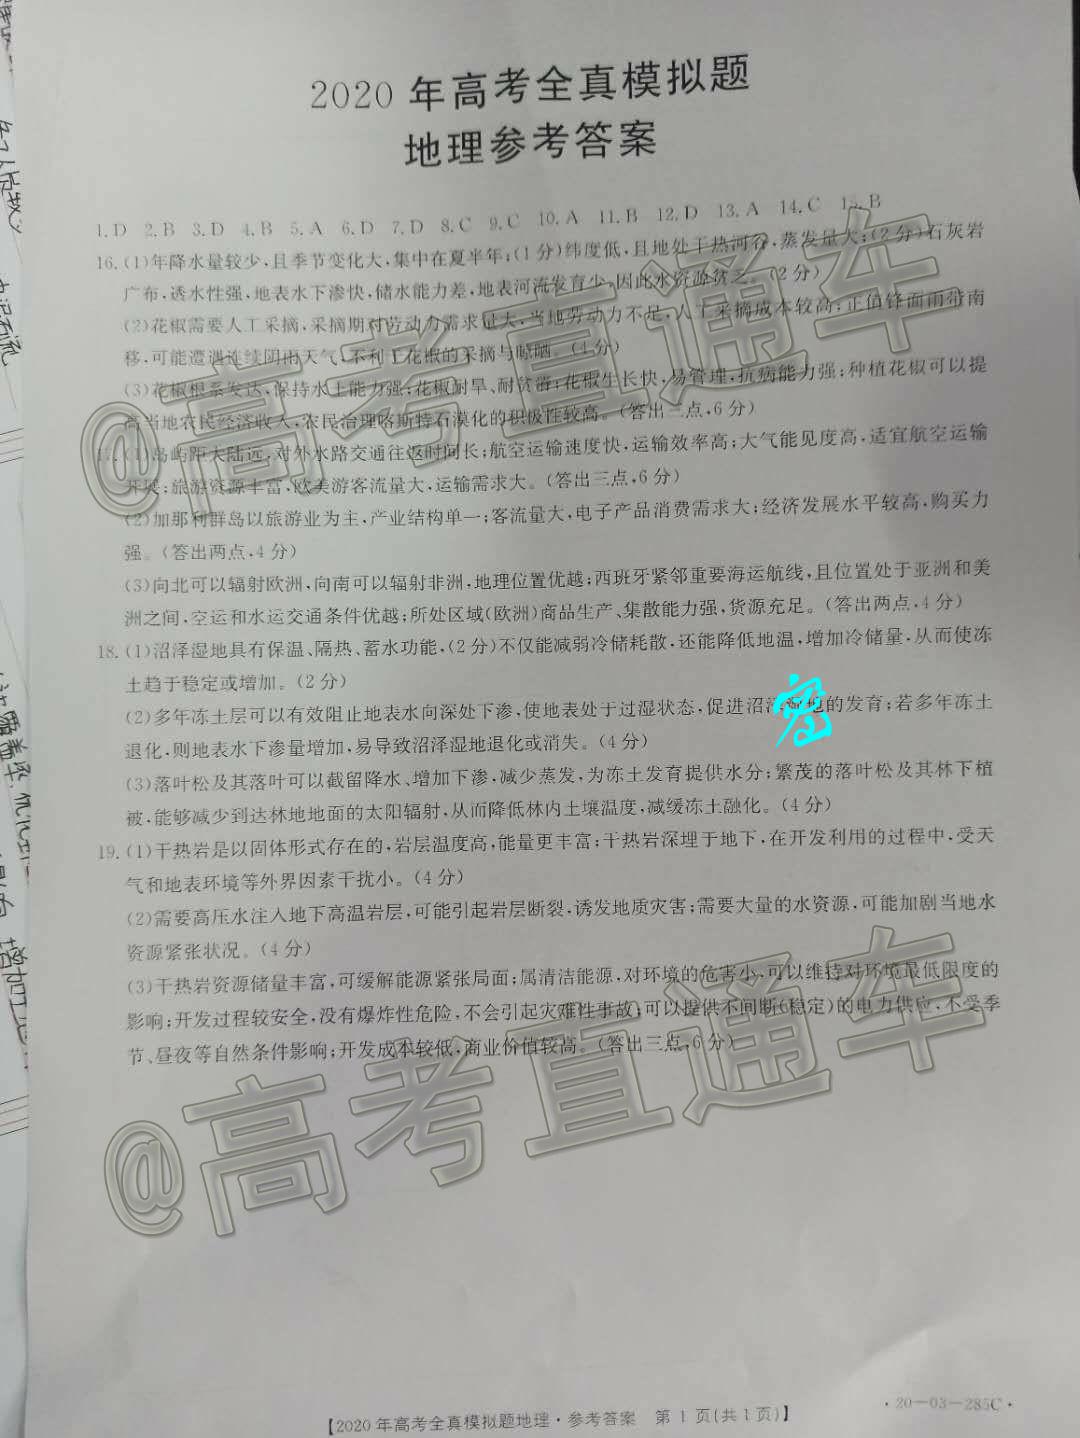 2020 年高考全真模拟题
地理参考答案
1.D 2.B 3.D 4.B 5.A 6.D 7.D 8.C 9.C 10.A 11.B 12.D 13.A 14.C 15.B
16.(1)年降水量较少,且季节变化大,集中在夏半年;(1分)纬度低,且地处干热河谷,蒸发量大;(2分)石灰岩
广布,透水性强,地表水下渗快,储水能力差,地表河流发育少,因此水资源贫乏。(2分)
(2)花椒需要人工采摘,采摘期对劳动力需求量大,当地劳动力不足,人工采摘成本较高;正值锋面雨带南
移,可能遭遇连续阴雨天气,不利于花椒的采摘与晾晒。(4分)
(3)花椒根系发达,保持水土能力强;花椒耐旱、耐贫瘠;花椒生长快,易管理,抗病能力强;种植花椒可以提
高当地农民经济收入,农民治理喀斯特石漠化的积极性较高。(答出三点,6分)
17.(1)岛屿距大陆远,对外水路交通往返时间长;航空运输速度快,运输效率高;大气能见度高,适宜航空运输
开展;旅游资源丰富,欧美游客流量大,运输需求大。(答出三点,6分)
(2)加那利群岛以旅游业为主,产业结构单一;客流量大,电子产品消费需求大;经济发展水平较高,购买力
强。(答出两点,4分)
(3)向北可以辐射欧洲,向南可以辐射非洲,地理位置优越;西班牙紧邻重要海运航线,且位置处于亚洲和美
洲之间,空运和水运交通条件优越;所处区域(欧洲)商品生产、集散能力强,货源充足。(答出两点,4分)
18.(1)沼泽湿地具有保温、隔热、蓄水功能,(2分)不仅能减弱冷储耗散,还能降低地温,增加冷储量,从而使冻
土趋于稳定或增加。(2分)
(2)多年冻土层可以有效阻止地表水向深处下渗,使地表处于过湿状态,促进沼泽湿地的发育;若多年冻土
退化,则地表水下渗量增加,易导致沼泽湿地退化或消失。(4分)
(3)落叶松及其落叶可以截留降水、增加下渗,减少蒸发,为冻土发育提供水分;繁茂的落叶松及其林下植
被,能够减少到达林地地面的太阳辐射,从而降低林内土壤温度,减缓冻土融化。(4分)
19.(1)干热岩是以固体形式存在的,岩层温度高,能量更丰富;干热岩深埋于地下,在开发利用的过程中,受天
气和地表环境等外界因素干扰小。(4分)
(2)需要高压水注入地下高温岩层,可能引起岩层断裂,诱发地质灾害;需要大量的水资源,可能加剧当地水
资源紧张状况。(4分)
(3)干热岩资源储量丰富,可缓解能源紧张局面;属清洁能源,对环境的危害小,可以维持对环境最低限度的
影响;开发过程较安全,没有爆炸性危险,不会引起灾难性事故;可以提供不间断(稳定)的电力供应,不受季
节、昼夜等自然条件影响;开发成本较低,商业价值较高。(答出三点,6分)
@高考直通车
@高考直通车
密
【2020 年高考全真模拟题地理·参考答案 第 1 页(共 1 页)】
·20-03-285C·